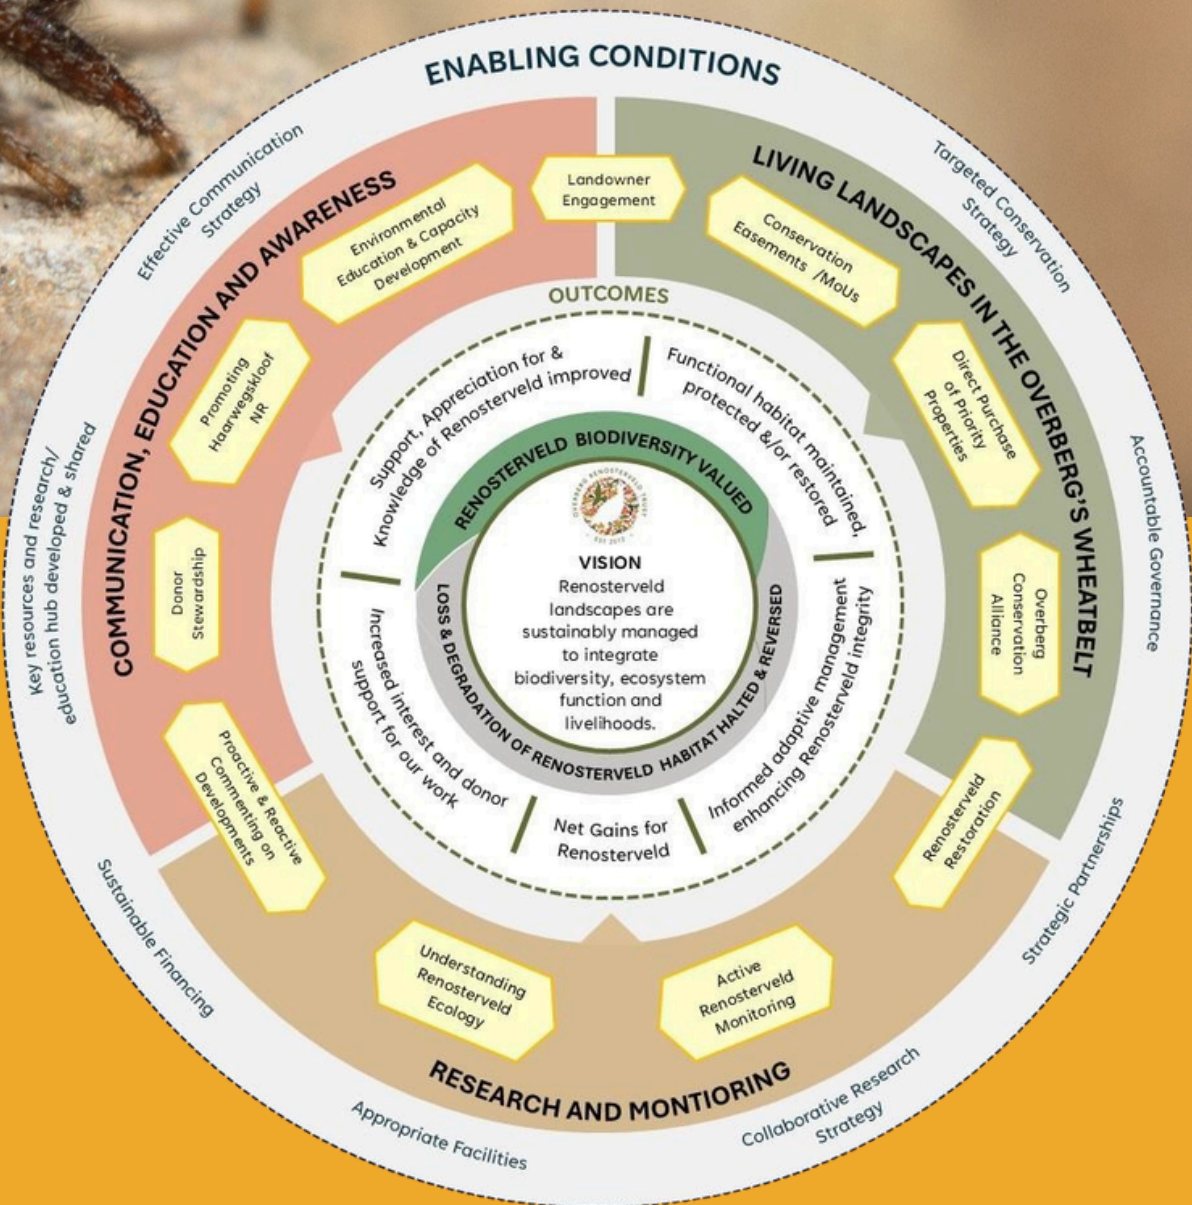 ENABLING CONDITIONS
Effective Communication
Strategy
Targeted Conservation
Strategy
Accountable Governance
Strategic Partnerships
Collaborative Research
Strategy
Appropriate Facilities
Sustainable Financing
Key resources and research/
education hub developed & shared
COMMUNICATION, EDUCATION AND AWARENESS
Environmental
Education & Capacity
Development
Promoting
Haarwegskloof
NR
Donor
Stewardship
Proactive & Reactive
Commenting on
Developments
Landowner
Engagement
LIVING LANDSCAPES IN THE OVERBERG'S WHEATBELT
Conservation
Easements /MoUs
Direct Purchase
of Priority
Properties
Overberg
Conservation
Alliance
Renosterveld
Restoration
RESEARCH AND MONTIORING
Understanding
Renosterveld
Ecology
Active
Renosterveld
Monitoring
OUTCOMES
Support, Appreciation for &
Knowledge of Renosterveld improved
Functional habitat maintained,
protected &/or restored
Informed adaptive management
enhancing Renosterveld integrity
Net Gains for
Renosterveld
Increased interest and donor
support for our work
RENOSTERVELD BIODIVERSITY VALUED
LOSS & DEGRADATION OF RENOSTERVELD HABITAT HALTED & REVERSED
OVERBERG RENOSTERVELD TRUST
EST 2012
VISION
Renosterveld
landscapes are
sustainably managed
to integrate
biodiversity, ecosystem
function and
livelihoods.